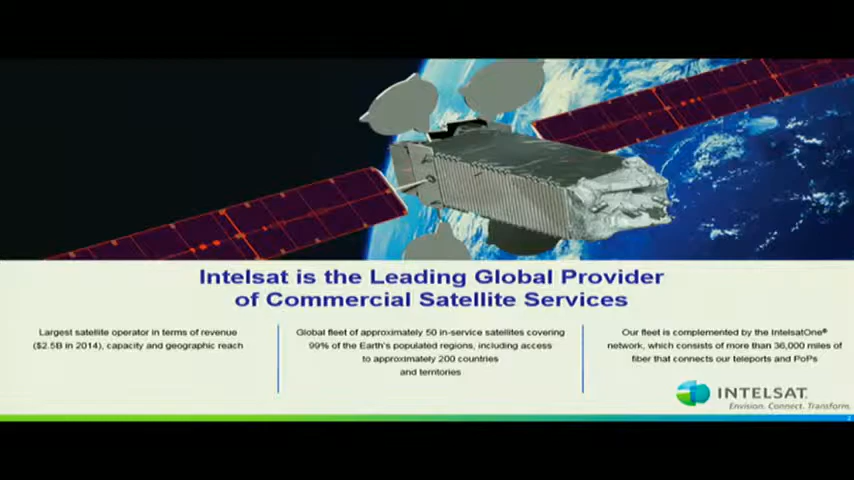 Intelsat is the Leading Global Provider
of Commercial Satellite Services
Largest satellite operator in terms of revenue
($2.5B in 2014), capacity and geographic reach
Global fleet of approximately 50 in-service satellites covering
99% of the Earth's populated regions, including access
to approximately 200 countries
and territories
Our fleet is complemented by the IntelsatOne®
network, which consists of more than 36,000 miles of
fiber that connects our teleports and PoPs
INTELSAT
Envision. Connect. Transform.
2